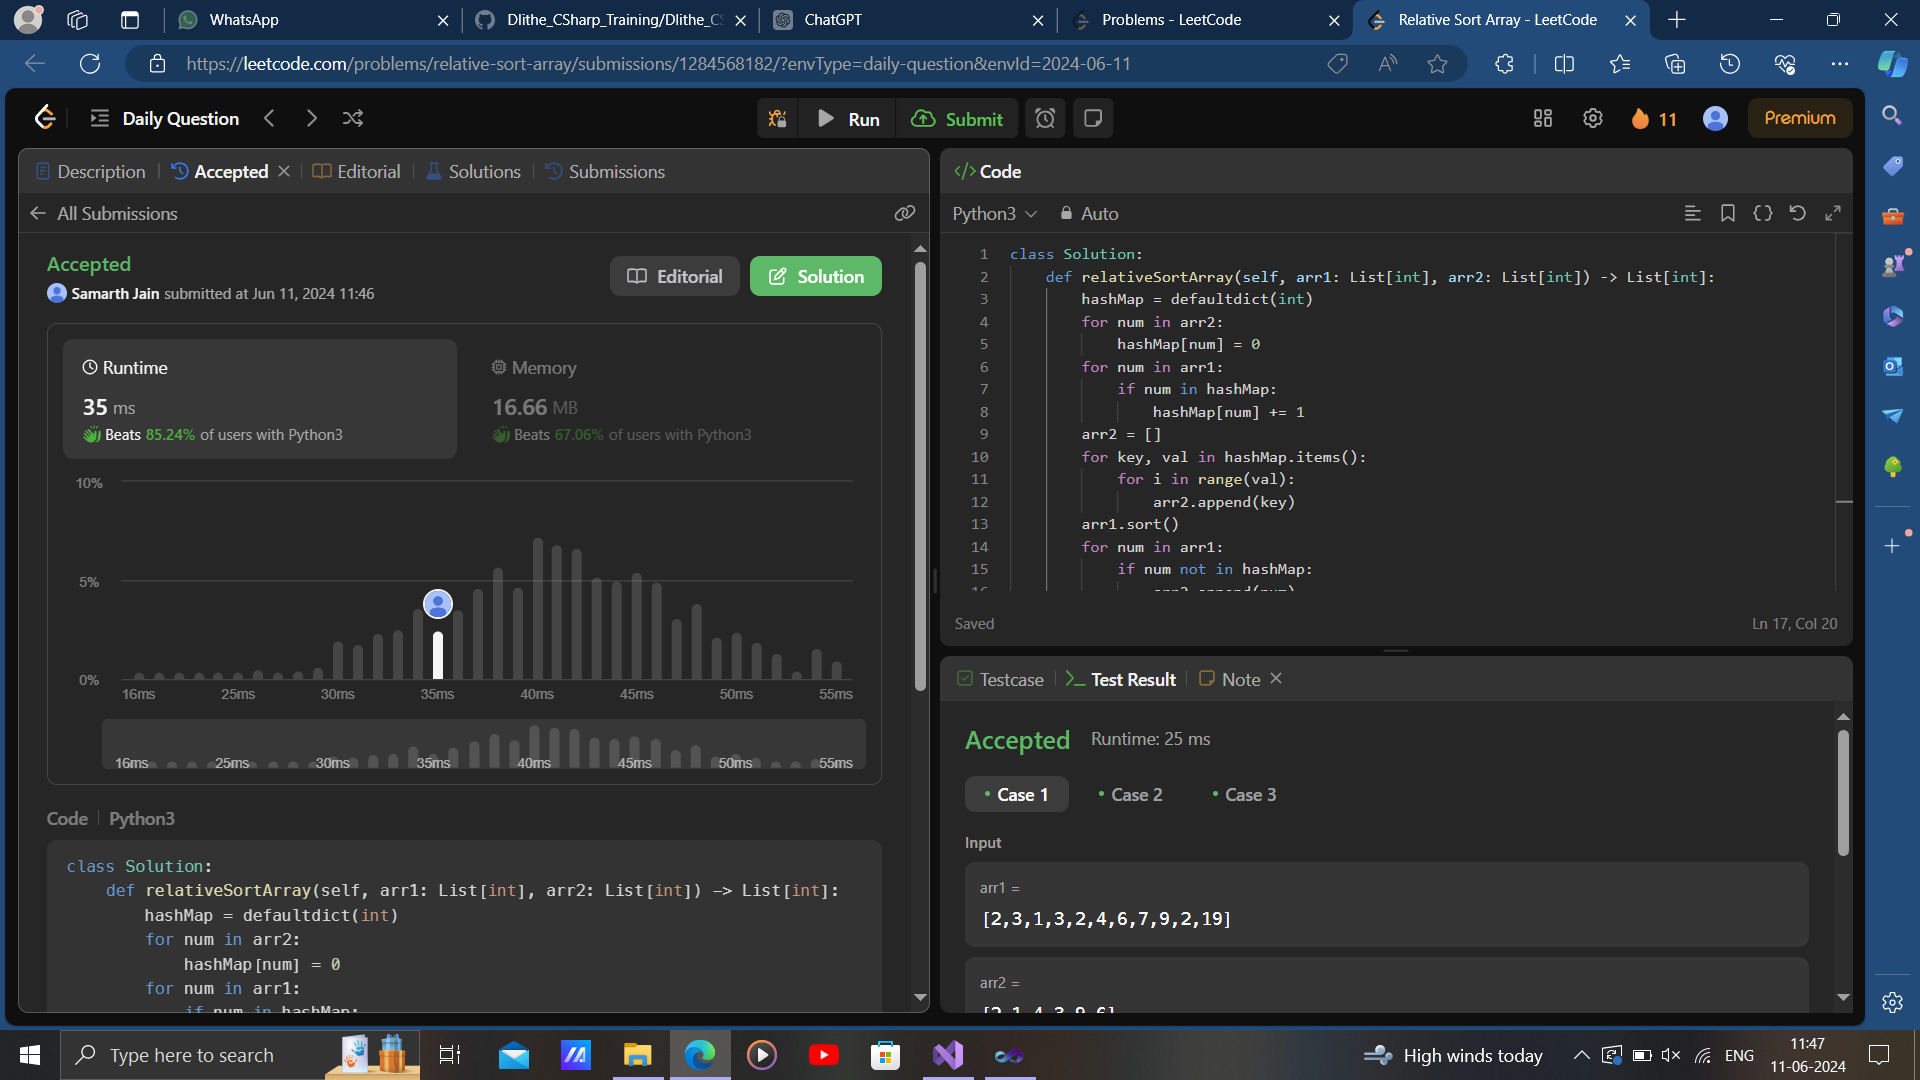 WhatsApp
Dlithe_CSharp_Training/Dlithe_CS
ChatGPT
Problems - LeetCode
Relative Sort Array - LeetCode
https://leetcode.com/problems/relative-sort-array/submissions/1284568182/?envType=daily-question&envId=2024-06-11
Daily Question
Run
Submit
11
Premium
Description
Accepted
Editorial
Solutions
Submissions
All Submissions
Accepted
Samarth Jain submitted at Jun 11, 2024 11:46
Editorial
Solution
Runtime
35 ms
Beats 85.24% of users with Python3
Memory
16.66 MB
Beats 67.06% of users with Python3
10%
5%
0%
16ms 25ms 30ms 35ms 40ms 45ms 50ms 55ms
16ms 25ms 30ms 35ms 40ms 45ms 50ms 55ms
Code | Python3
class Solution:
def relativeSortArray(self, arr1: List[int], arr2: List[int]) -> List[int]:
hashMap = defaultdict(int)
for num in arr2:
hashMap[num] = 0
for num in arr1:
if num in hashMap:
</> Code
Python3
Auto
1 class Solution:
2 def relativeSortArray(self, arr1: List[int], arr2: List[int]) -> List[int]:
3 hashMap = defaultdict(int)
4 for num in arr2:
5 hashMap[num] = 0
6 for num in arr1:
7 if num in hashMap:
8 hashMap[num] += 1
9 arr2 = []
10 for key, val in hashMap.items():
11 for i in range(val):
12 arr2.append(key)
13 arr1.sort()
14 for num in arr1:
15 if num not in hashMap:
16 arr2.append(num)
Saved
Ln 17, Col 20
Testcase
Test Result
Note
Accepted
Runtime: 25 ms
Case 1
Case 2
Case 3
Input
arr1 =
[2,3,1,3,2,4,6,7,9,2,19]
arr2 =
[2,1,4,3,9,6]
Type here to search
High winds today
ENG
11:47
11-06-2024